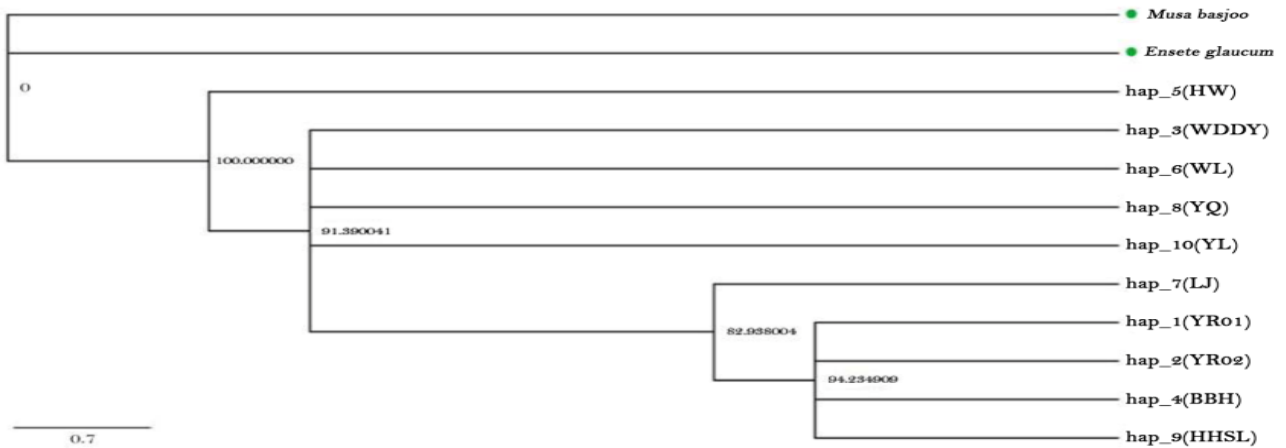 Musa basjoo
Ensete glaucum
0
hap_5(HW)
hap_3(WDDY)
100.000000
hap_6(WL)
hap_8(YQ)
91.390041
hap_10(YL)
hap_7(LJ)
hap_1(YR01)
82.938004
hap_2(YR02)
94.234909
hap_4(BBH)
0.7
hap_9(HHSL)